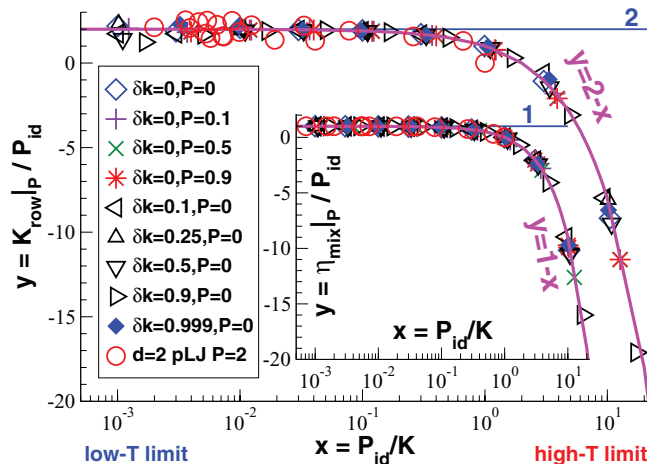 2
0
-4
-8
-12
-16
-20
y = K_row|_P / P_id
δk=0,P=0
δk=0,P=0.1
δk=0,P=0.5
δk=0,P=0.9
δk=0.1,P=0
δk=0.25,P=0
δk=0.5,P=0
δk=0.9,P=0
δk=0.999,P=0
d=2 pLJ P=2
y=2-x
1
0
-5
-10
-15
-20
y = η_mix|_P / P_id
y=1-x
x = P_id/K
10^-3 10^-2 10^-1 10^0 10^1
10^-3 10^-2 10^-1 10^0 10^1
low-T limit x = P_id/K high-T limit